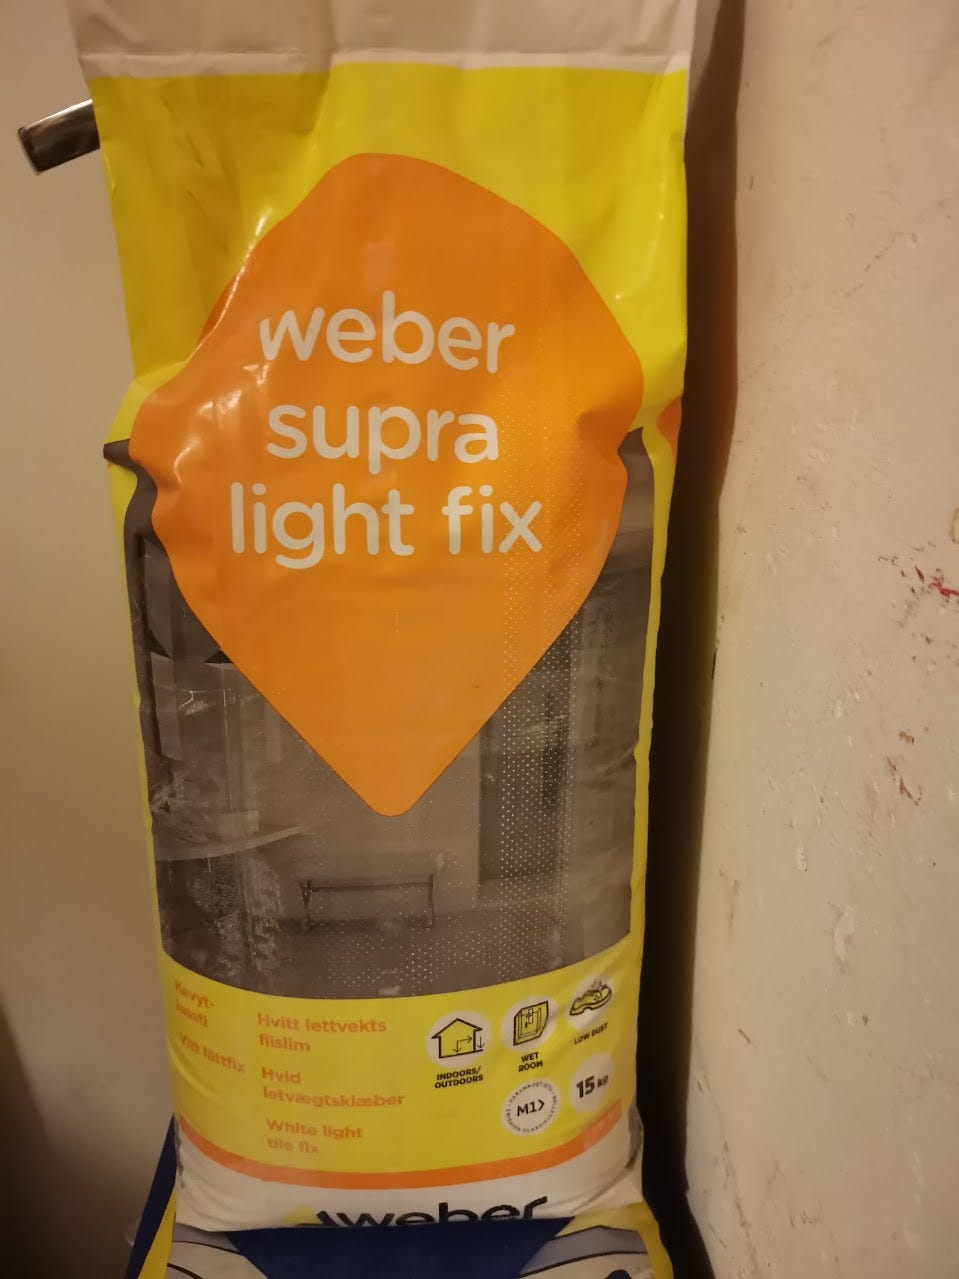 weber
supra
light fix
Kevyt-
laasti
Vitt lättfix
Hvitt lettvekts
flislim
Hvid
letvægtsklæber
White light
tile fix
INDOORS/
OUTDOORS
WET
ROOM
LOW DUST
M1
15 kg
weber